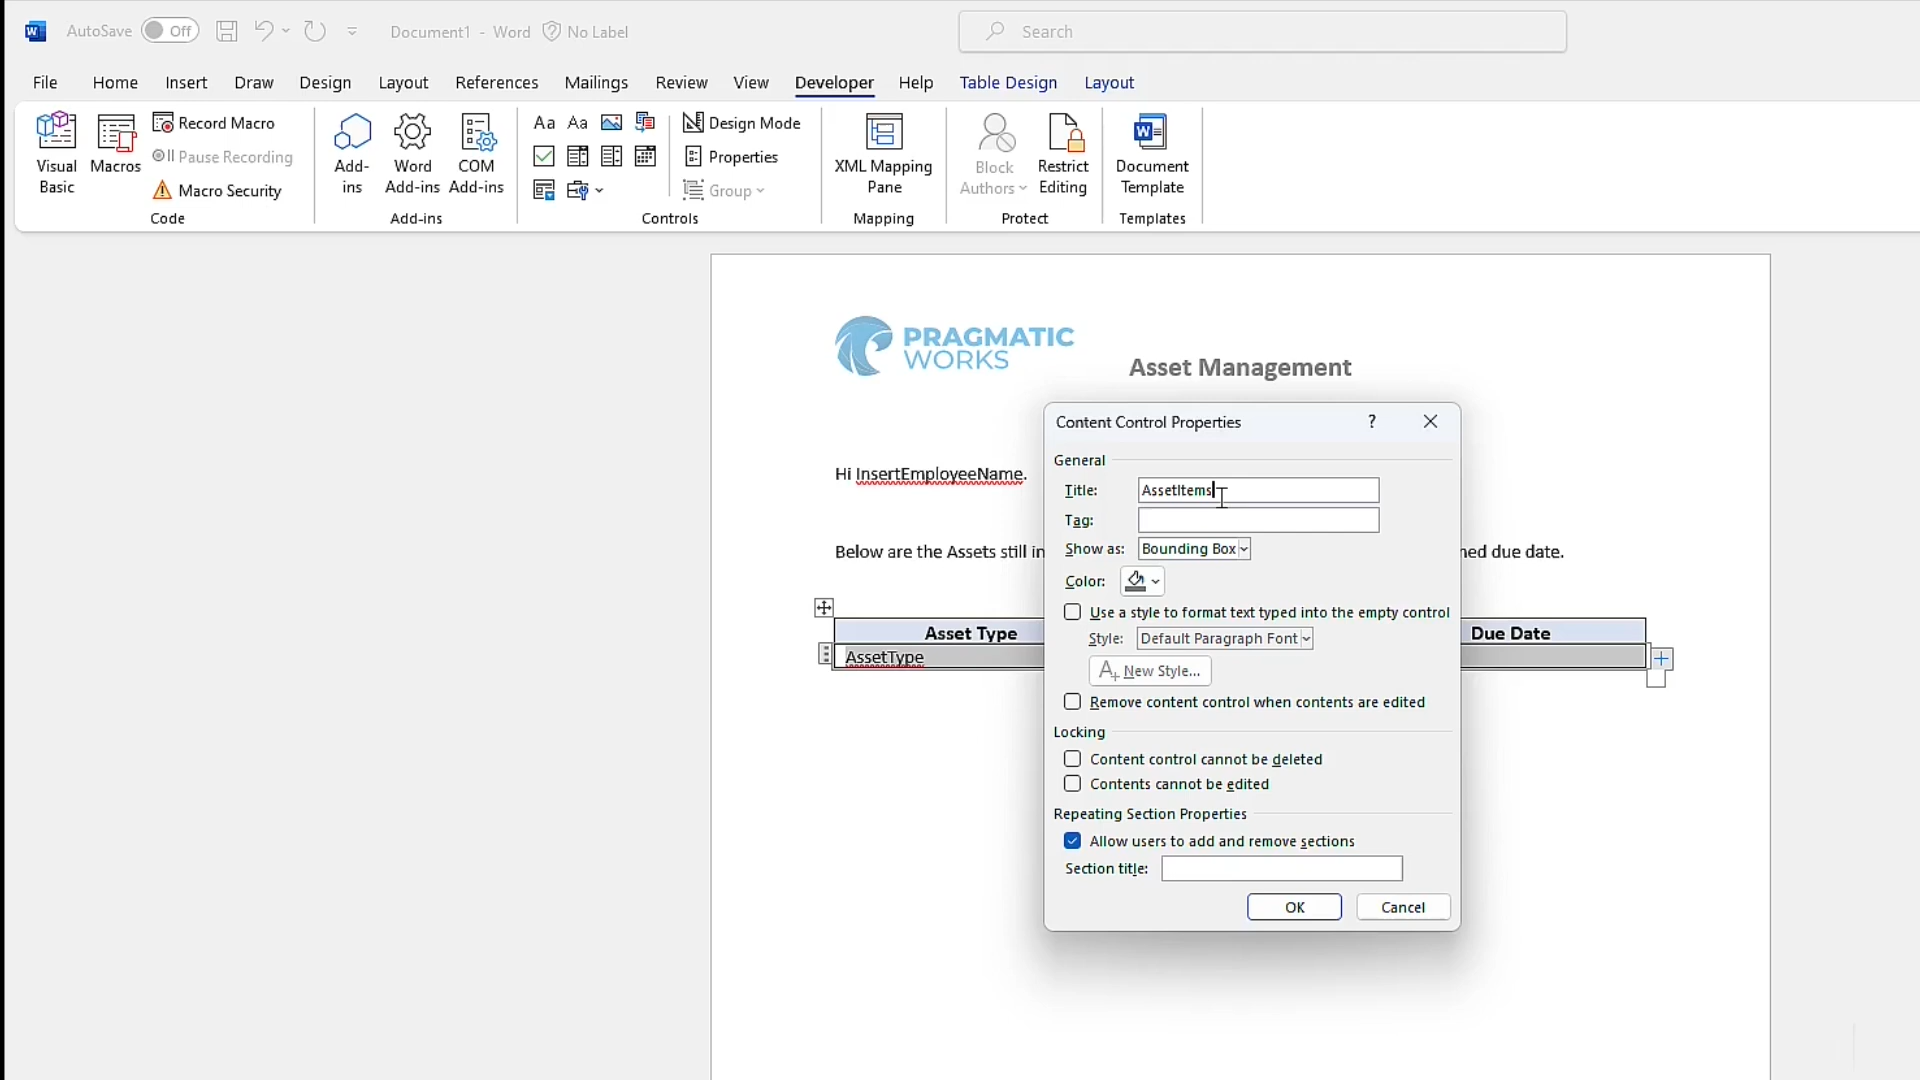 AutoSave Off Document1 - Word No Label Search
File Home Insert Draw Design Layout References Mailings Review View Developer Help Table Design Layout
Visual Basic
Macros
Record Macro
Pause Recording
Macro Security
Code
Add-ins
Word Add-ins
COM Add-ins
Add-ins
Aa Aa
Design Mode
Properties
Group
Controls
XML Mapping Pane
Mapping
Block Authors
Restrict Editing
Protect
Document Template
Templates
PRAGMATIC
WORKS
Asset Management
Hi InsertEmployeeName.
Below are the Assets still in
ned due date.
Asset Type
Due Date
AssetType
Content Control Properties ?
General
Title: AssetItems
Tag:
Show as: Bounding Box
Color:
Use a style to format text typed into the empty control
Style: Default Paragraph Font
New Style...
Remove content control when contents are edited
Locking
Content control cannot be deleted
Contents cannot be edited
Repeating Section Properties
Allow users to add and remove sections
Section title:
OK Cancel